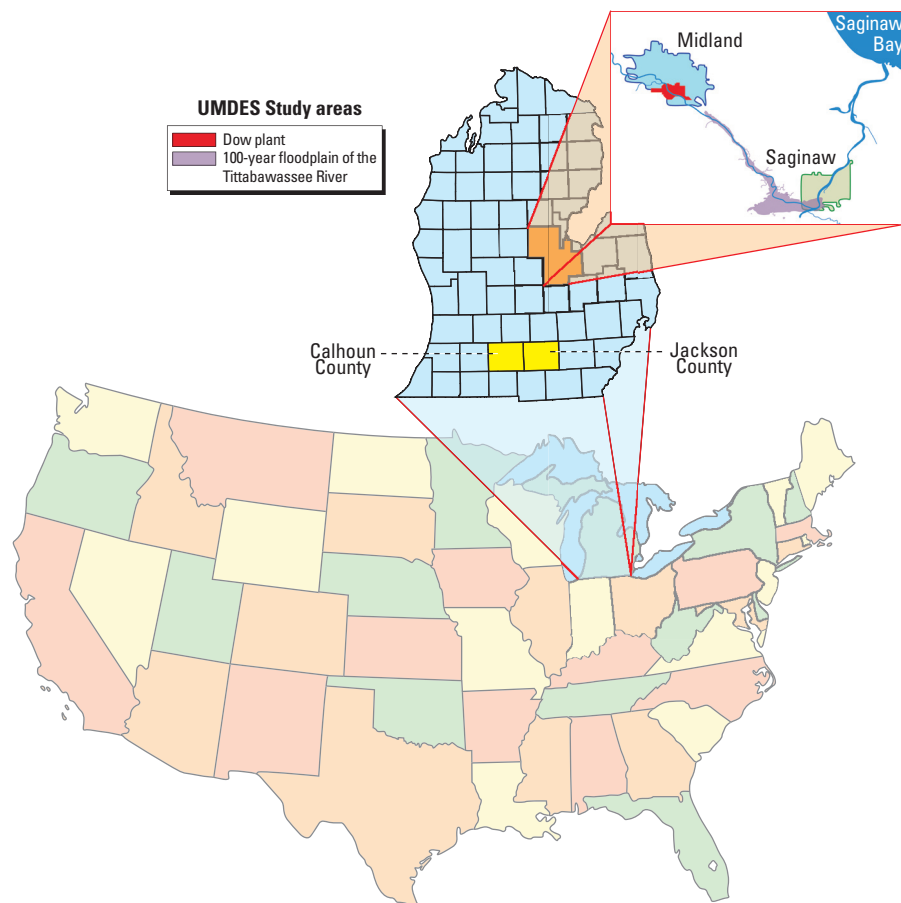 Saginaw
Bay
Midland
Saginaw
UMDES Study areas
Dow plant
100-year floodplain of the
Tittabawassee River
Calhoun
County
Jackson
County